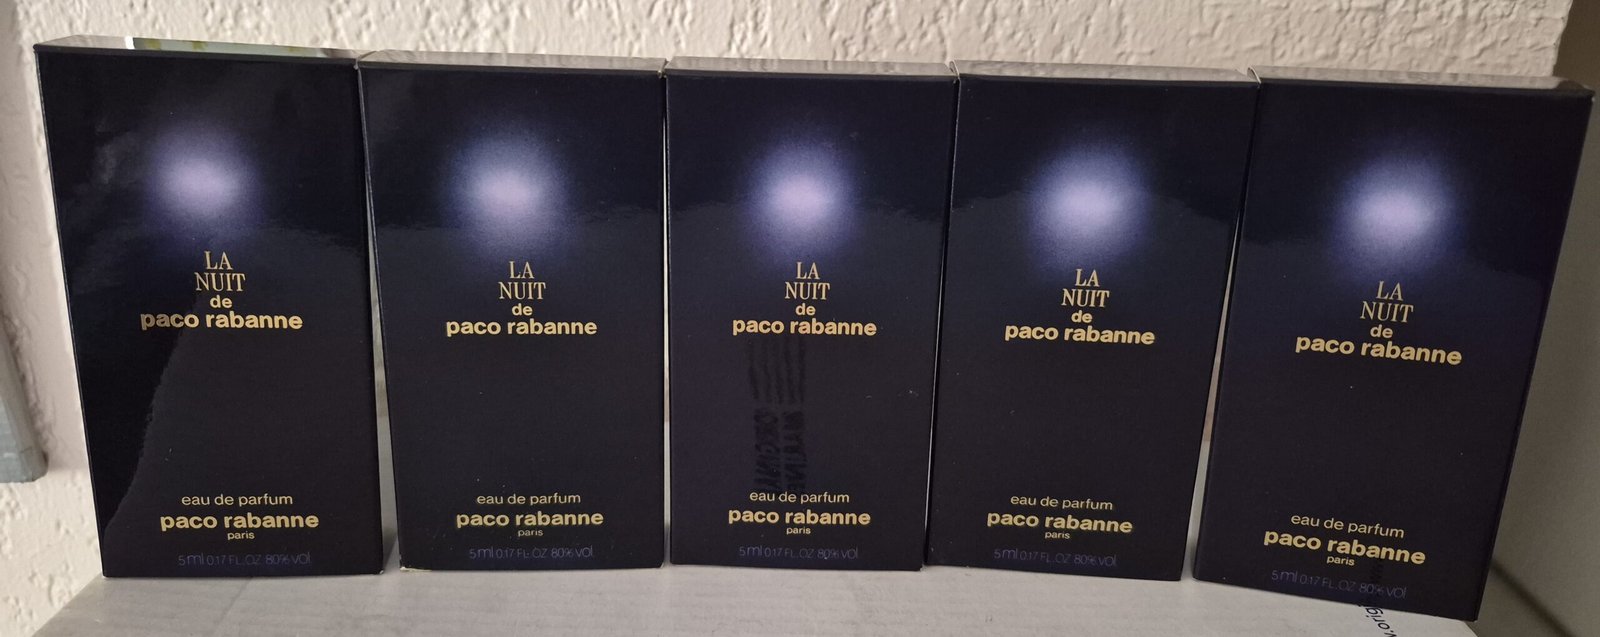 LA
NUIT
de
paco rabanne
eau de parfum
paco rabanne
paris
5 ml 0.17 FL.OZ 80% vol
LA
NUIT
de
paco rabanne
eau de parfum
paco rabanne
paris
5 ml 0.17 FL.OZ 80% vol
LA
NUIT
de
paco rabanne
eau de parfum
paco rabanne
paris
5 ml 0.17 FL.OZ 80% vol
LA
NUIT
de
paco rabanne
eau de parfum
paco rabanne
paris
5 ml 0.17 FL.OZ 80% vol
LA
NUIT
de
paco rabanne
eau de parfum
paco rabanne
paris
5 ml 0.17 FL.OZ 80% vol